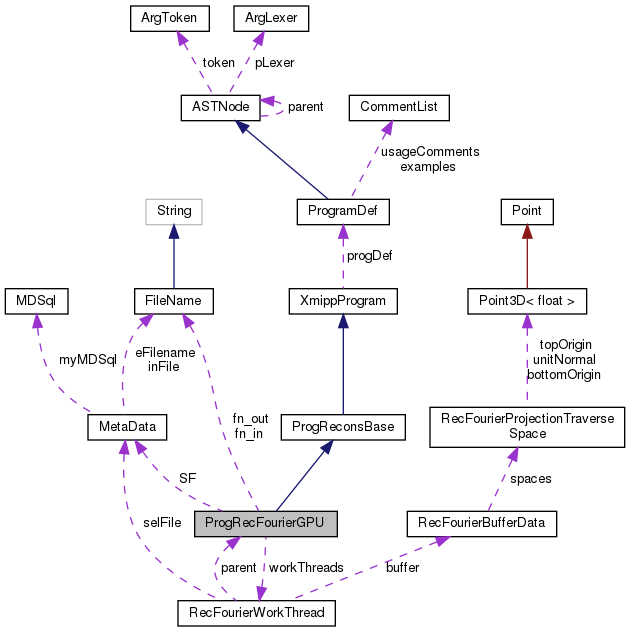 ArgToken
ArgLexer
token
pLexer
ASTNode
parent
CommentList
usageComments
examples
String
ProgramDef
Point
progDef
MDSql
FileName
XmippProgram
Point3D< float >
myMDSql
eFilename
inFile
topOrigin
unitNormal
bottomOrigin
fn_out
fn_in
MetaData
ProgReconsBase
RecFourierProjectionTraverse
Space
SF
spaces
selFile
ProgRecFourierGPU
RecFourierBufferData
parent
workThreads
buffer
RecFourierWorkThread